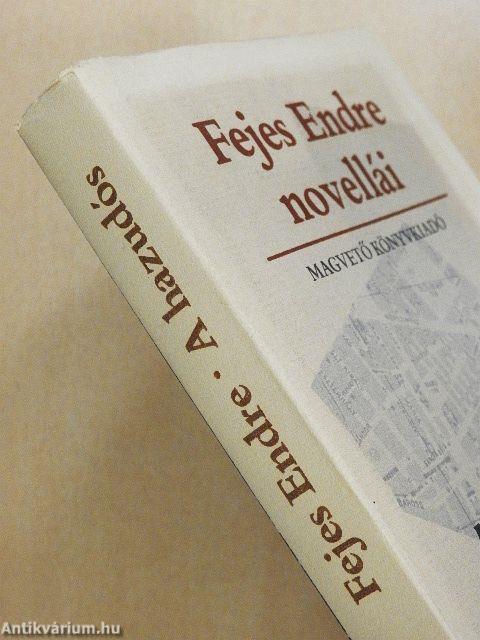 Fejes Endre
novellái
MAGVETŐ KÖNYVKIADÓ
Fejes Endre · A hazudós
Antikvárium.hu